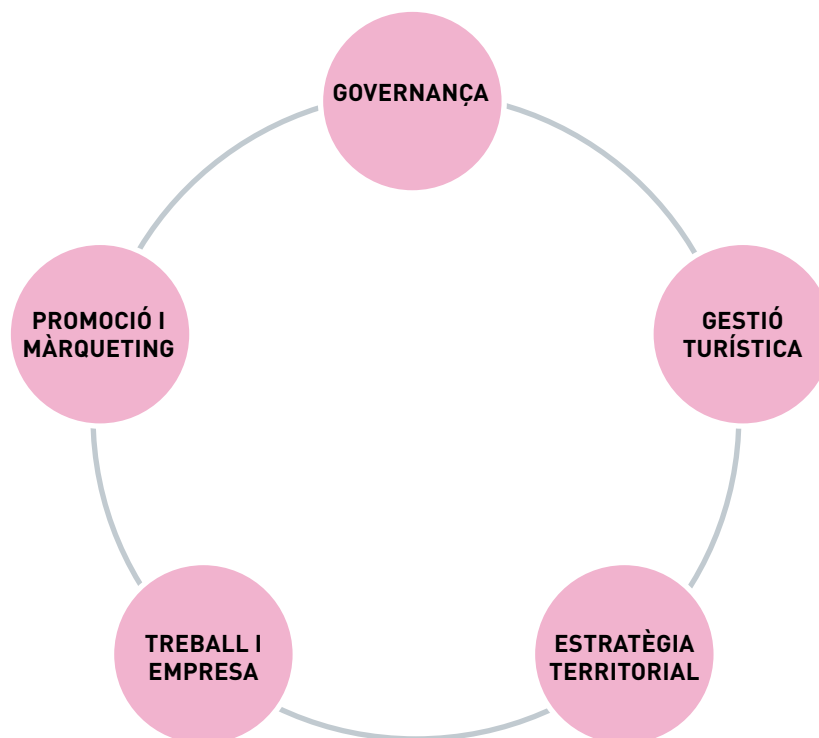 GOVERNANÇA
GESTIÓ
TURÍSTICA
ESTRATÈGIA
TERRITORIAL
TREBALL I
EMPRESA
PROMOCIÓ I
MÀRQUETING